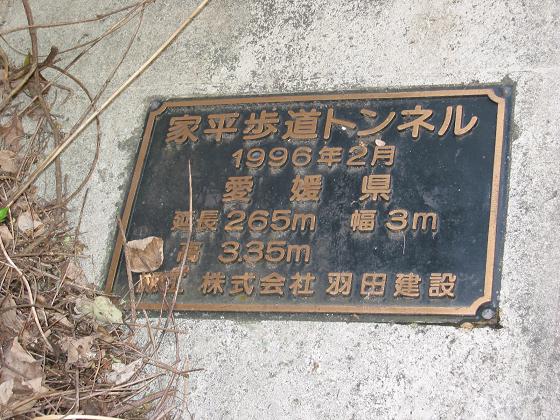 家平歩道トンネル
1996年2月
愛媛県
延長265m 幅3m
高 3.35m
株式会社 羽田建設